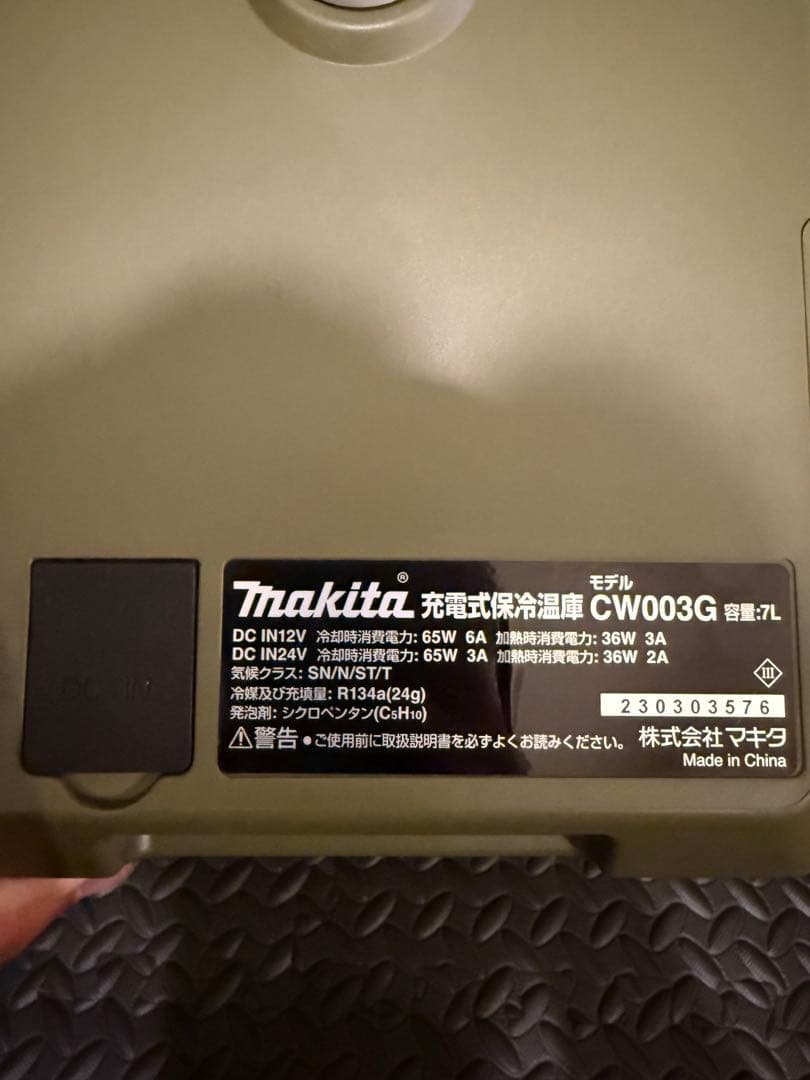 makita® 充電式保冷温庫 モデル CW003G 容量:7L
DC IN12V 冷却時消費電力: 65W 6A 加熱時消費電力: 36W 3A
DC IN24V 冷却時消費電力: 65W 3A 加熱時消費電力: 36W 2A
気候クラス: SN/N/ST/T
III
冷媒及び充填量: R134a(24g)
230303576
発泡剤: シクロペンタン(C5H10)
⚠警告 ●ご使用前に取扱説明書を必ずよくお読みください。 株式会社マキタ
Made in China
DC IN